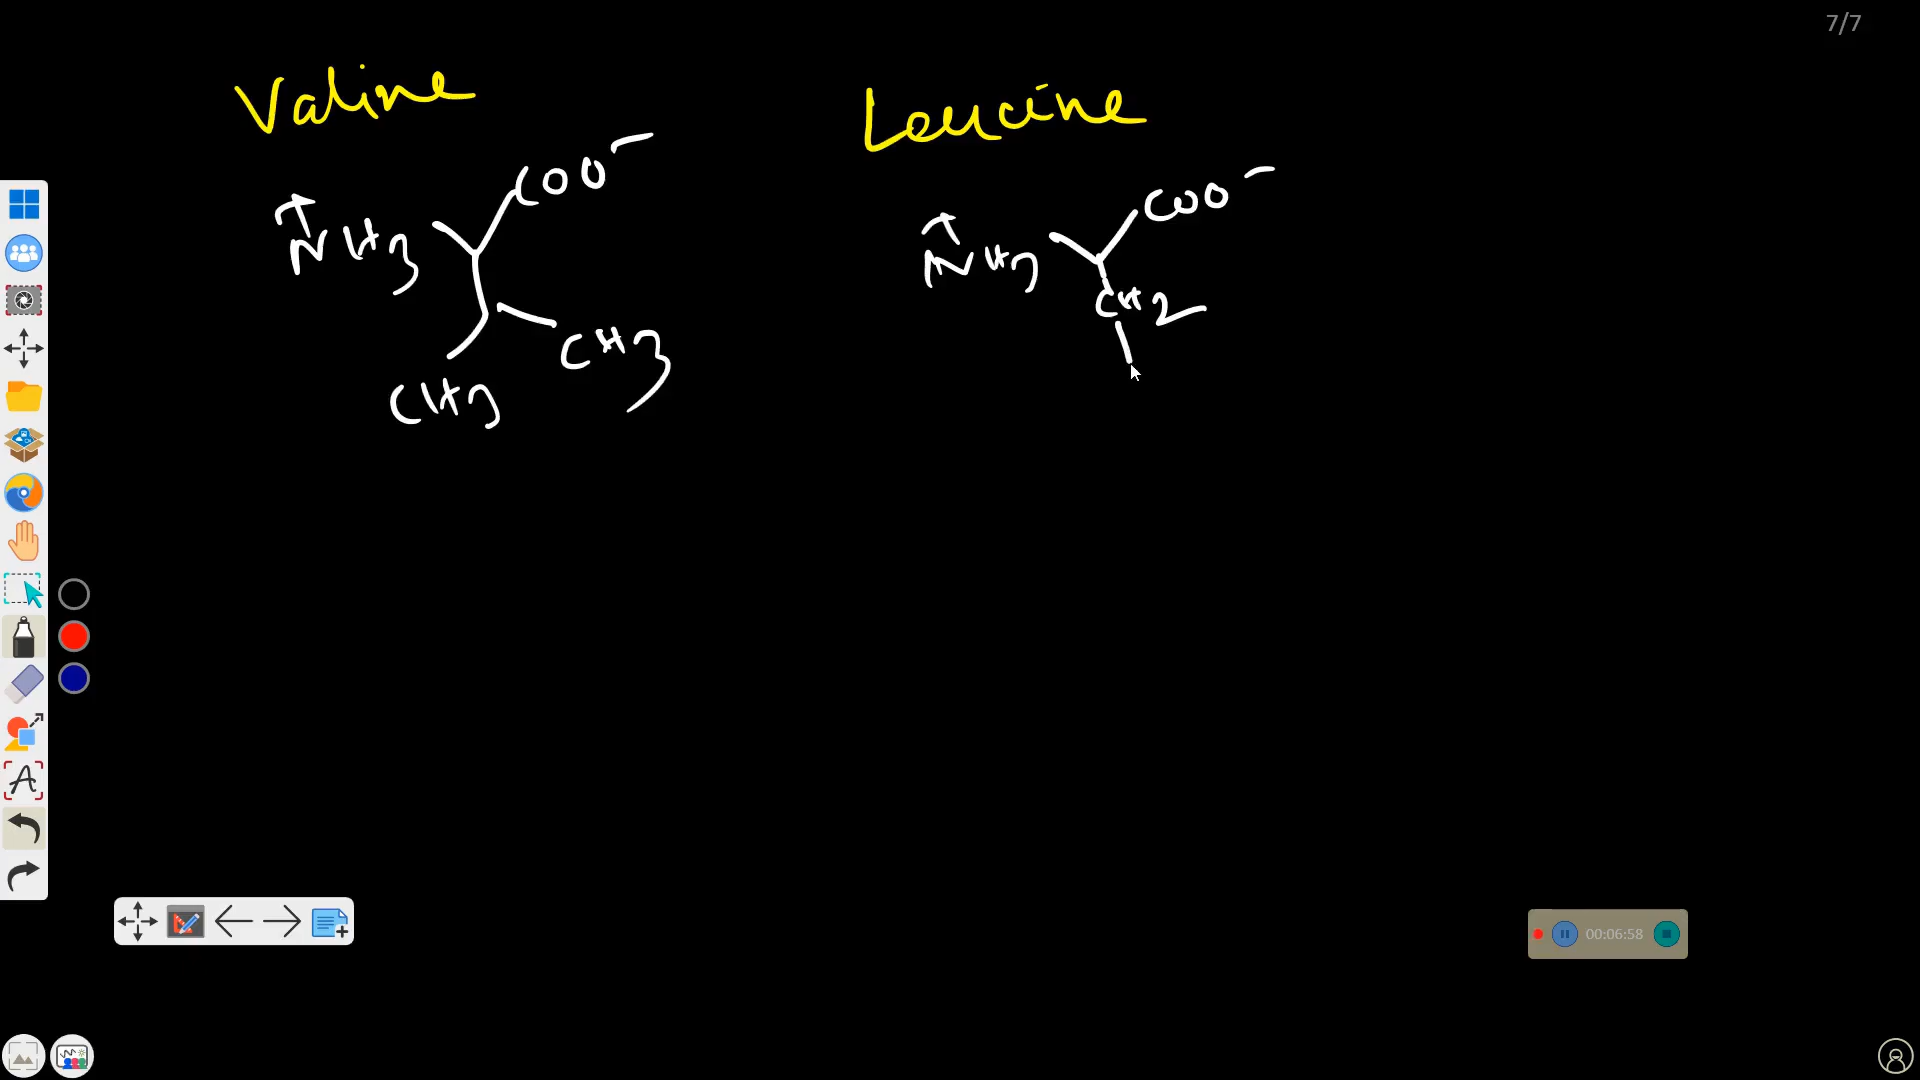 7/7
Valine
Leucine
COO⁻
NH3
CH3
CH3
COO⁻
NH3
CH2
00:06:58